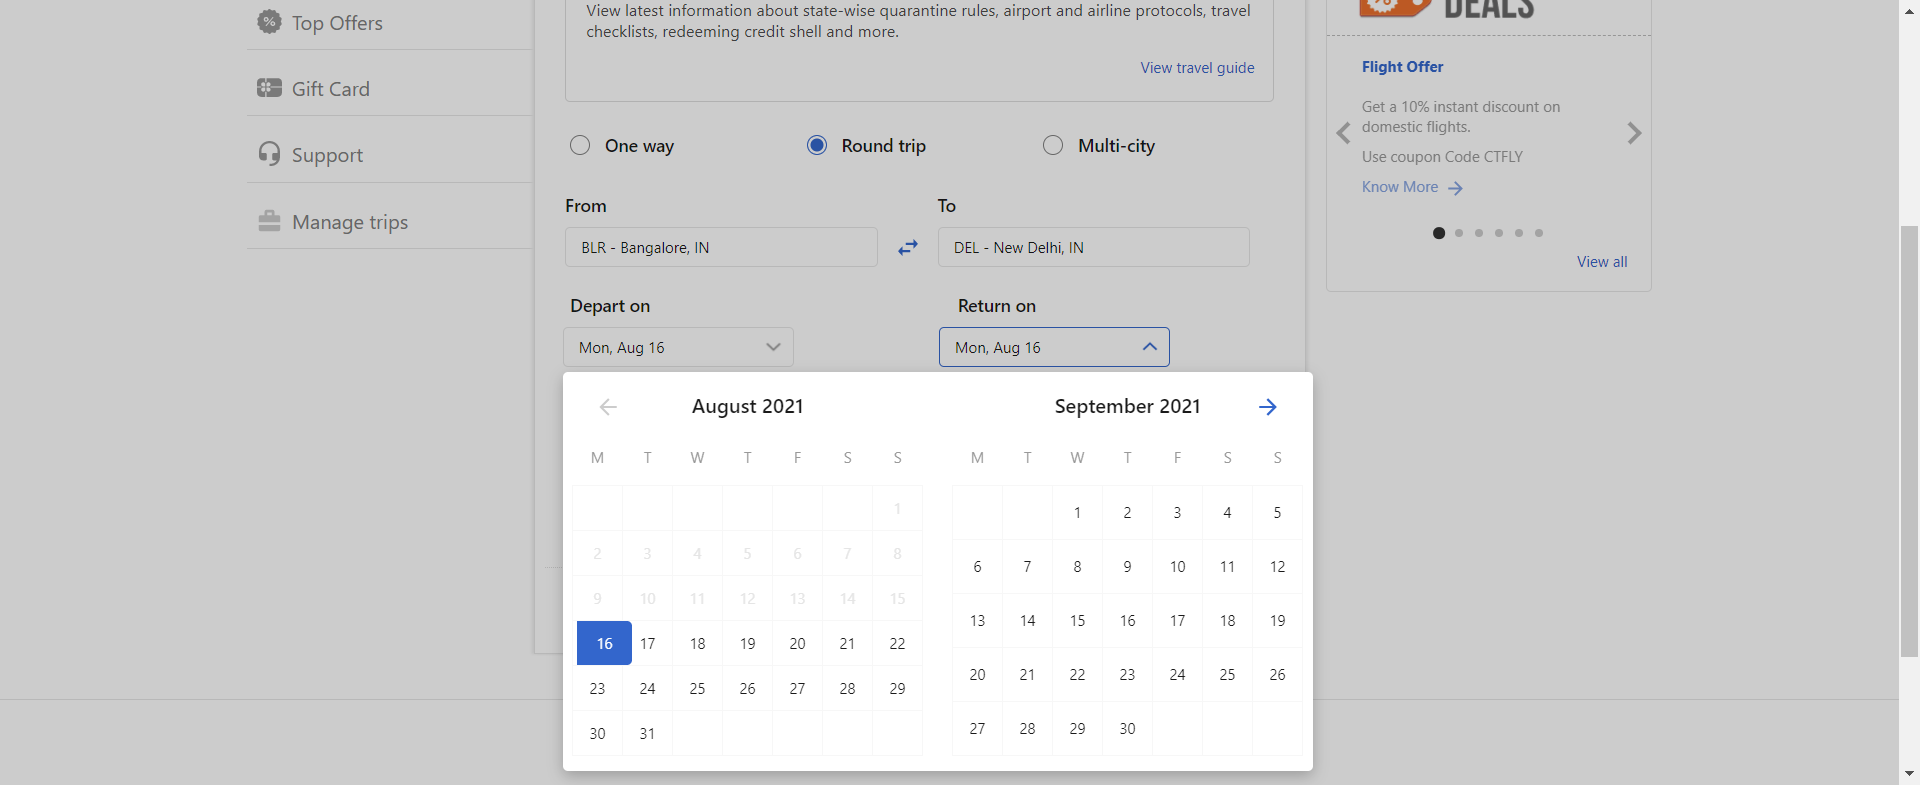 Top Offers
Gift Card
Support
Manage trips
View latest information about state-wise quarantine rules, airport and airline protocols, travel
checklists, redeeming credit shell and more.
View travel guide
One way
Round trip
Multi-city
From
To
BLR - Bangalore, IN
DEL - New Delhi, IN
Depart on
Return on
Mon, Aug 16
Mon, Aug 16
August 2021
M T W T F S S
1
2 3 4 5 6 7 8
9 10 11 12 13 14 15
16 17 18 19 20 21 22
23 24 25 26 27 28 29
30 31
September 2021
M T W T F S S
1 2 3 4 5
6 7 8 9 10 11 12
13 14 15 16 17 18 19
20 21 22 23 24 25 26
27 28 29 30
DEALS
Flight Offer
Get a 10% instant discount on
domestic flights.
Use coupon Code CTFLY
Know More
View all